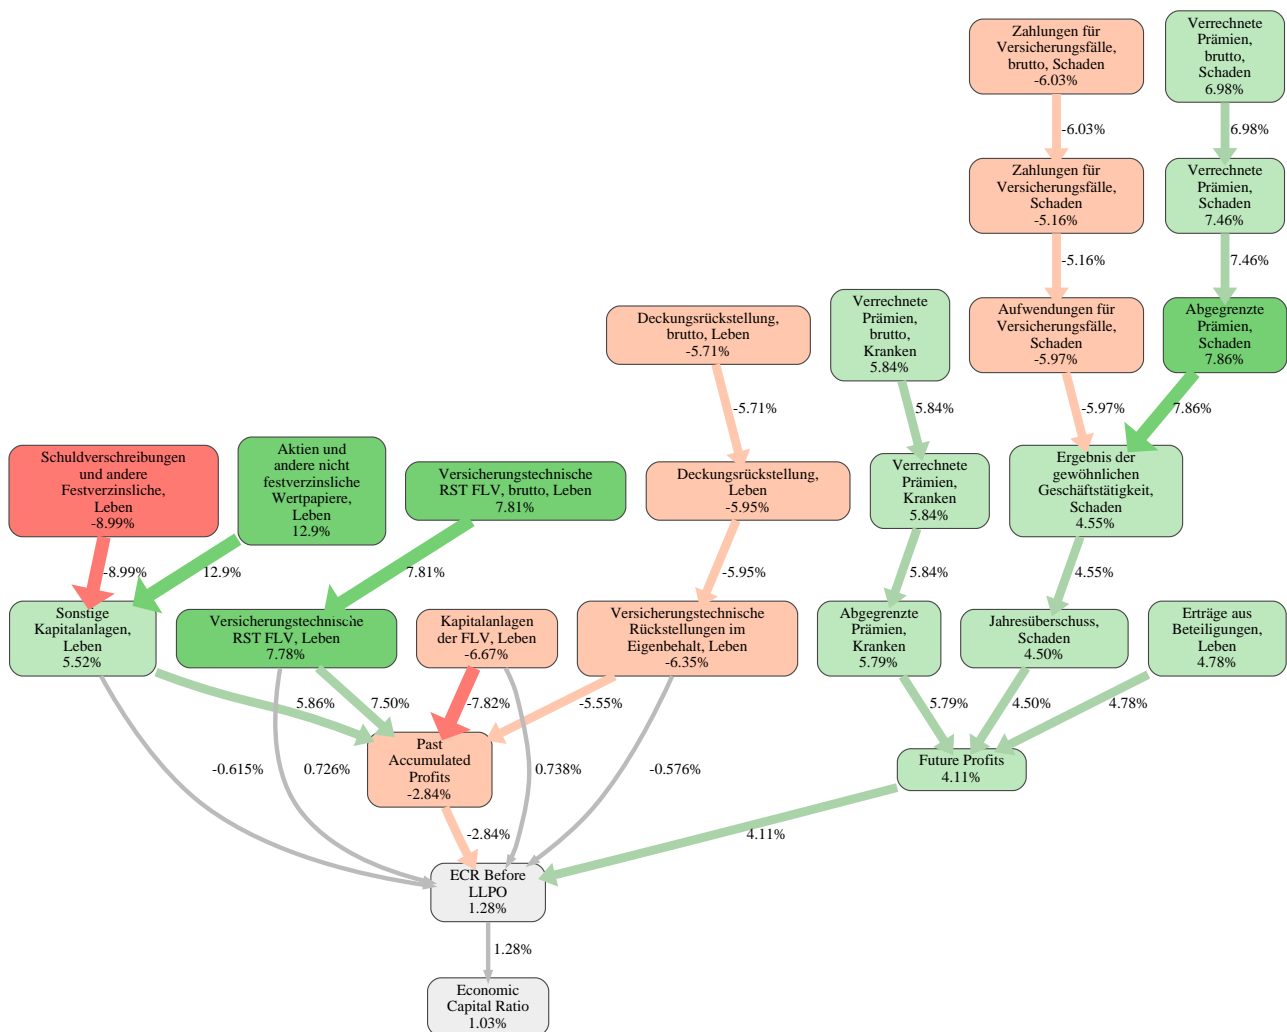 Zahlungen für
Versicherungsfälle,
brutto, Schaden
-6.03%
Verrechnete
Prämien,
brutto,
Schaden
6.98%
-6.03%
6.98%
Zahlungen für
Versicherungsfälle,
Schaden
-5.16%
Verrechnete
Prämien,
Schaden
7.46%
-5.16%
7.46%
Deckungsrückstellung,
brutto, Leben
-5.71%
Verrechnete
Prämien,
brutto,
Kranken
5.84%
Aufwendungen für
Versicherungsfälle,
Schaden
-5.97%
Abgegrenzte
Prämien,
Schaden
7.86%
-5.71%
5.84%
-5.97%
7.86%
Schuldverschreibungen
und andere
Festverzinsliche,
Leben
-8.99%
Aktien und
andere nicht
festverzinsliche
Wertpapiere,
Leben
12.9%
Versicherungstechnische
RST FLV, brutto, Leben
7.81%
Deckungsrückstellung,
Leben
-5.95%
Verrechnete
Prämien,
Kranken
5.84%
Ergebnis der
gewöhnlichen
Geschäftstätigkeit,
Schaden
4.55%
-8.99%
12.9%
7.81%
-5.95%
5.84%
4.55%
Sonstige
Kapitalanlagen,
Leben
5.52%
Versicherungstechnische
RST FLV, Leben
7.78%
Kapitalanlagen
der FLV, Leben
-6.67%
Versicherungstechnische
Rückstellungen im
Eigenbehalt, Leben
-6.35%
Abgegrenzte
Prämien,
Kranken
5.79%
Jahresüberschuss,
Schaden
4.50%
Erträge aus
Beteiligungen,
Leben
4.78%
5.86%
7.50%
-7.82%
-5.55%
5.79%
4.50%
4.78%
-0.615%
0.726%
Past
Accumulated
Profits
-2.84%
0.738%
-0.576%
Future Profits
4.11%
-2.84%
4.11%
ECR Before
LLPO
1.28%
1.28%
Economic
Capital Ratio
1.03%